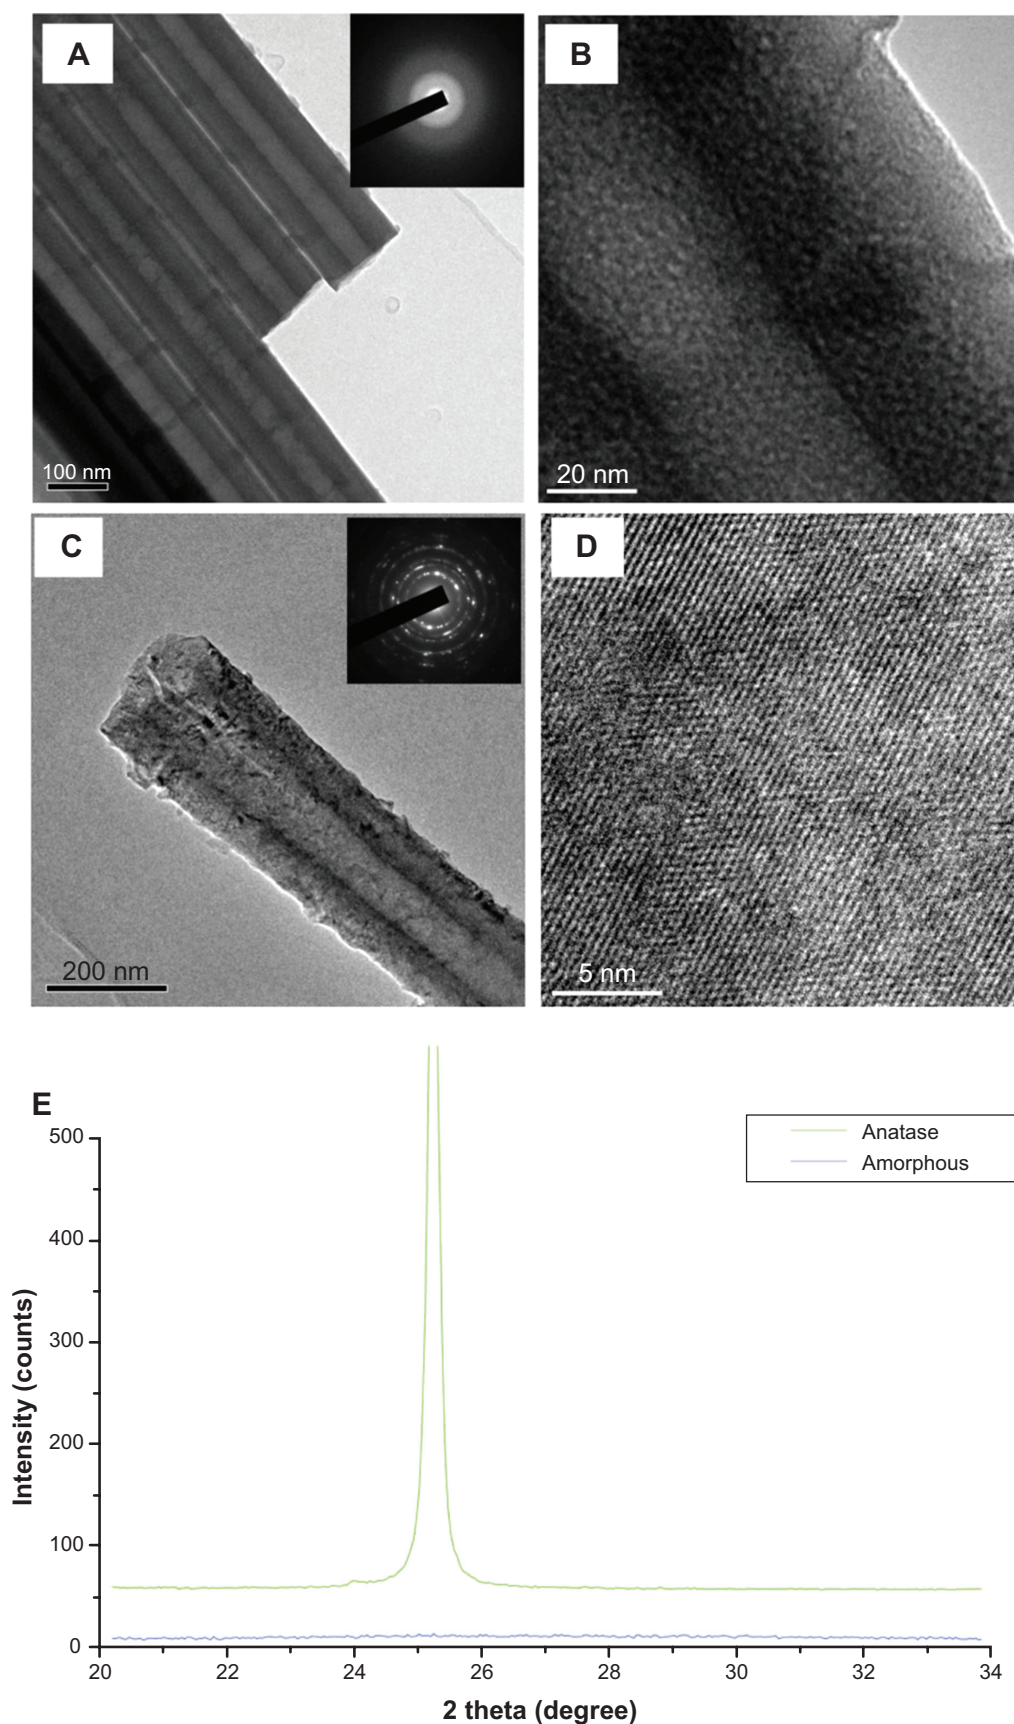 A
B
100 nm
20 nm
C
D
200 nm
5 nm
E
500
400
300
200
100
0
Intensity (counts)
Anatase
Amorphous
20 22 24 26 28 30 32 34
2 theta (degree)